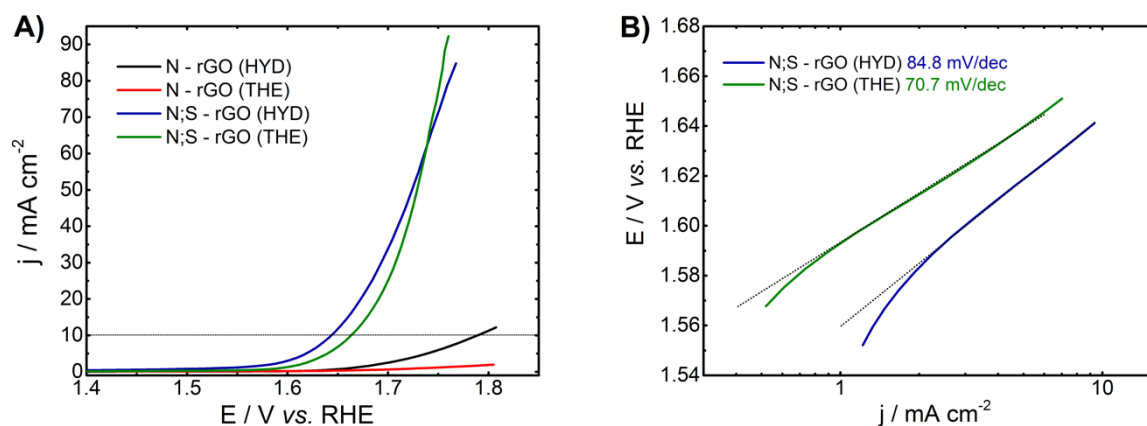 A)
N - rGO (HYD)
N - rGO (THE)
N;S - rGO (HYD)
N;S - rGO (THE)
j / mA cm⁻²
90
80
70
60
50
40
30
20
10
0
1.4 1.5 1.6 1.7 1.8
E / V vs. RHE
B)
N;S - rGO (HYD) 84.8 mV/dec
N;S - rGO (THE) 70.7 mV/dec
E / V vs. RHE
1.68
1.66
1.64
1.62
1.60
1.58
1.56
1.54
1 10
j / mA cm⁻²